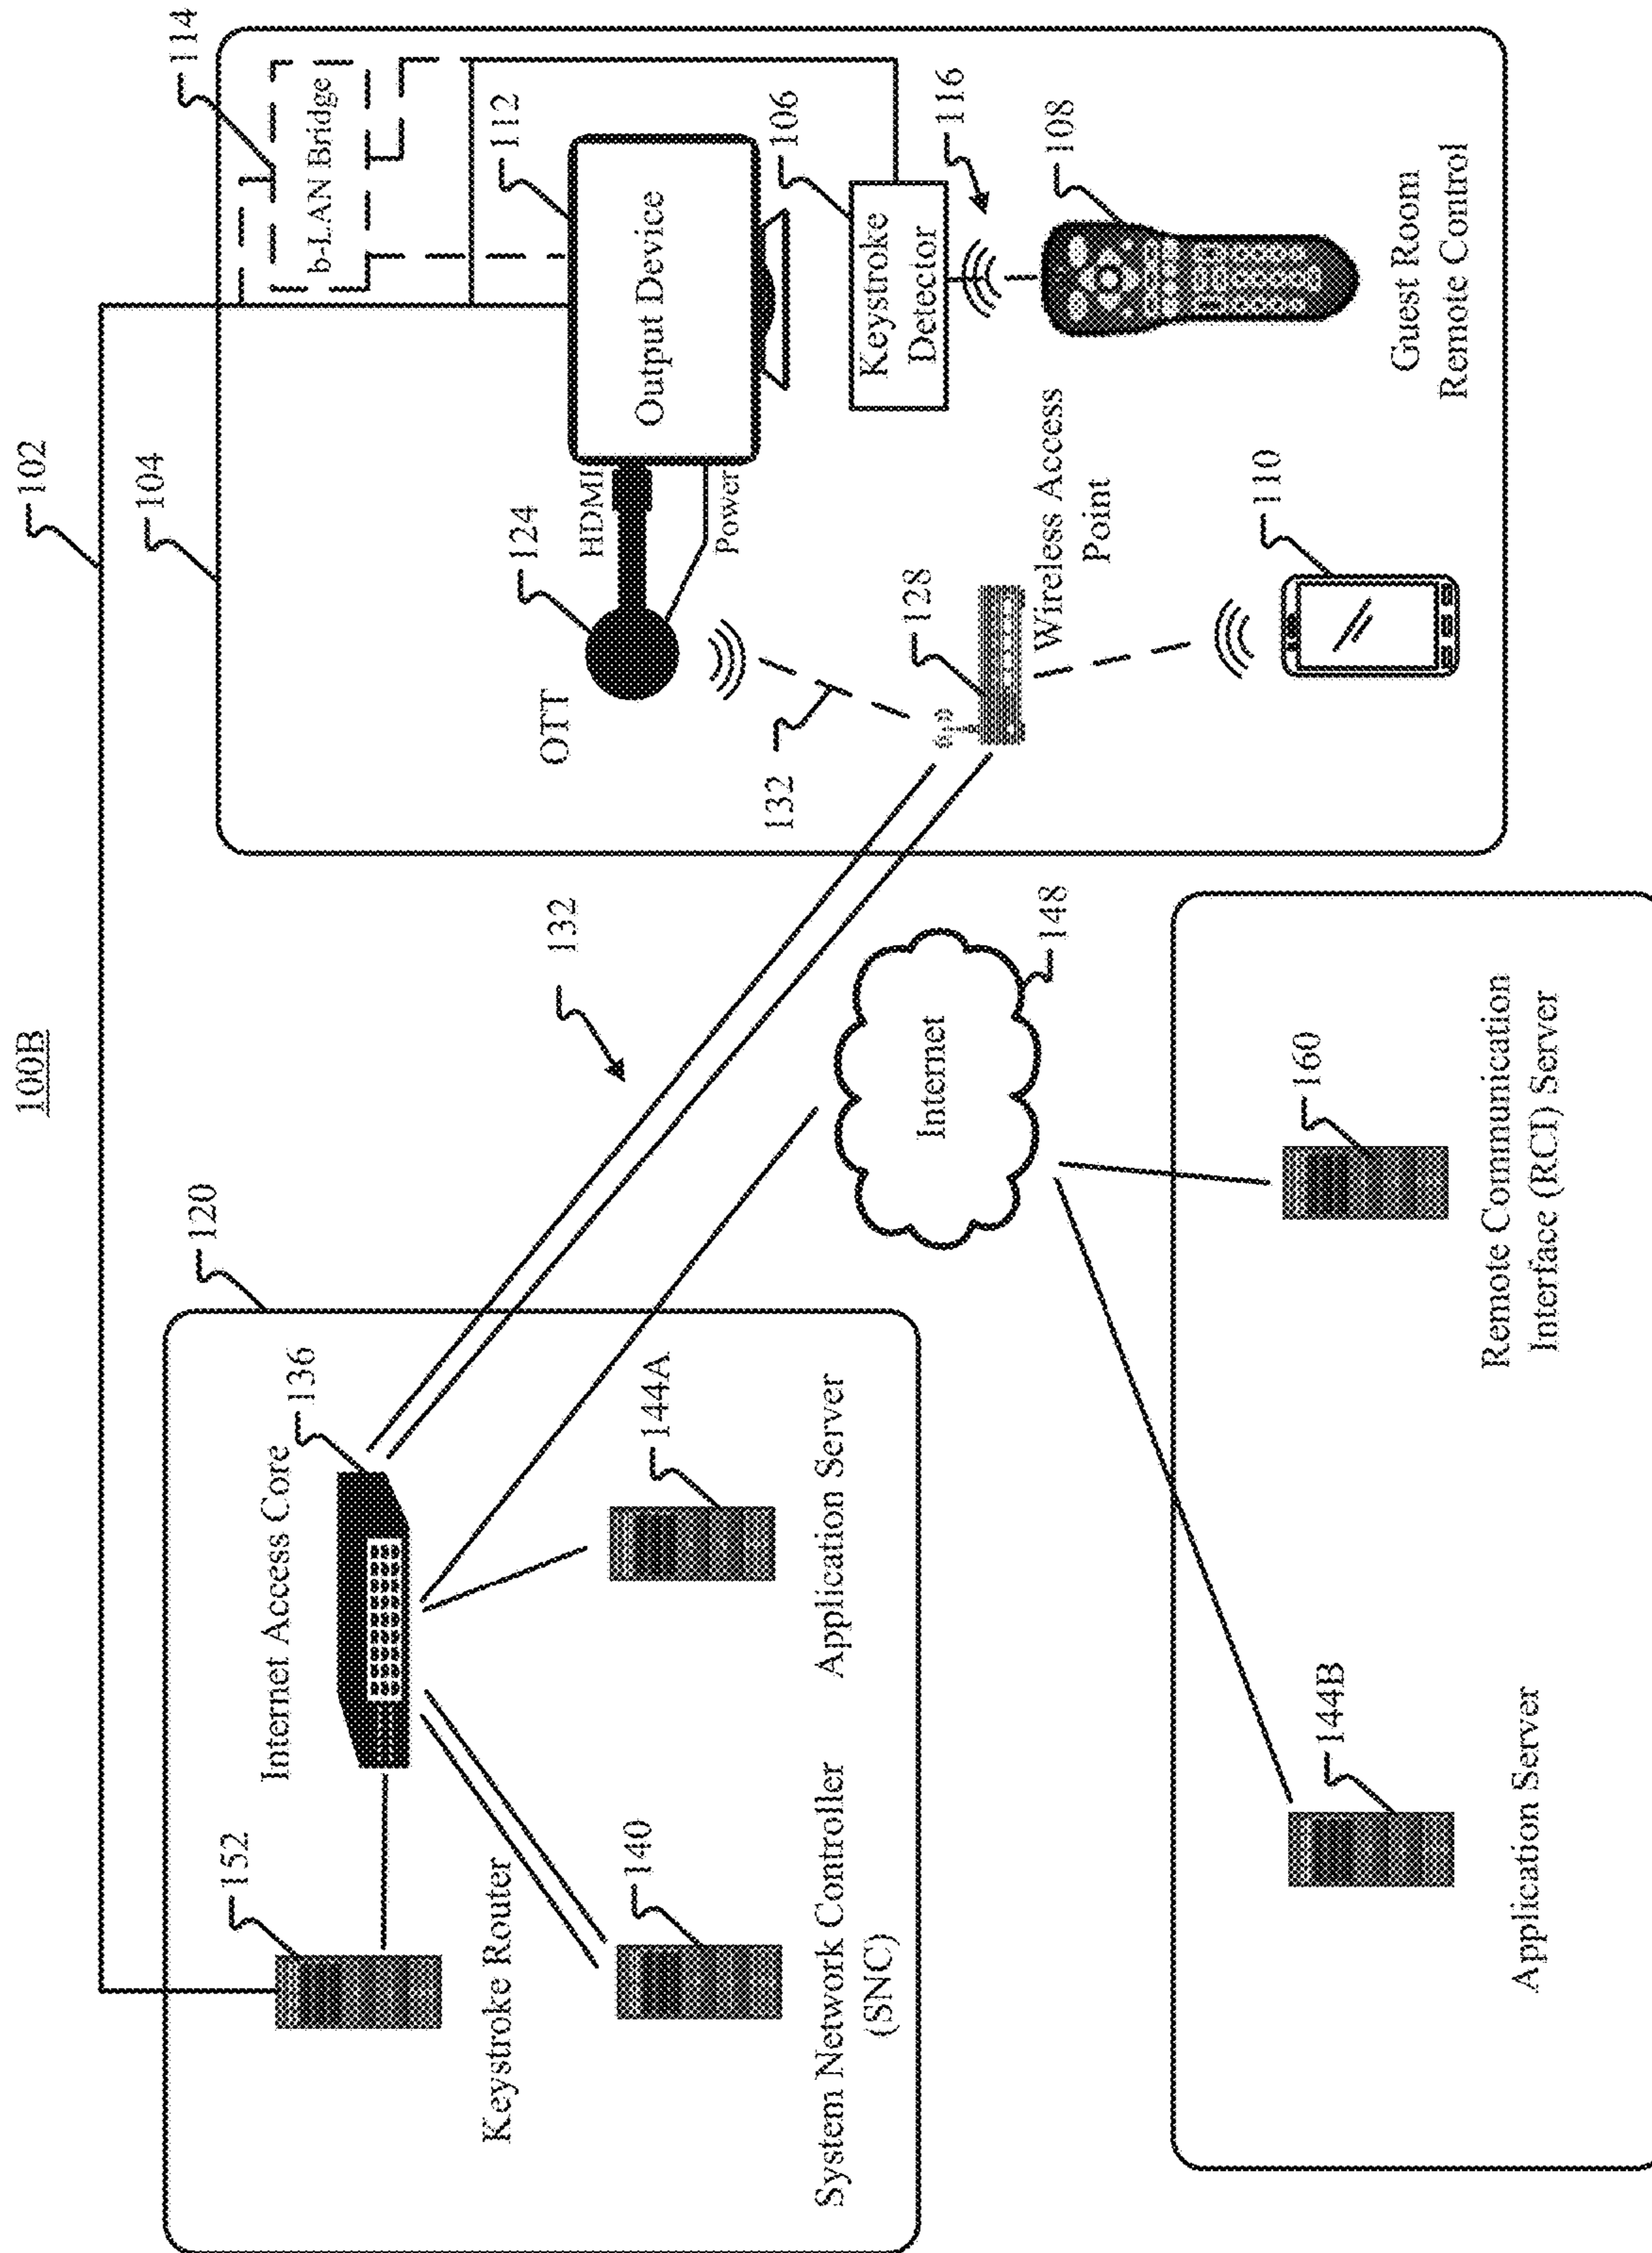 100B
102
104
114
b-LAN Bridge
112
Output Device
HDMI
Power
124
OTT
106
Keystroke
Detector
116
108
Guest Room
Remote Control
132
128
Wireless Access
Point
110
132
120
Internet Access Core
136
152
Keystroke Router
140
System Network Controller
(SNC)
144A
Application Server
Internet
148
144B
Application Server
160
Remote Communication
Interface (RCI) Server